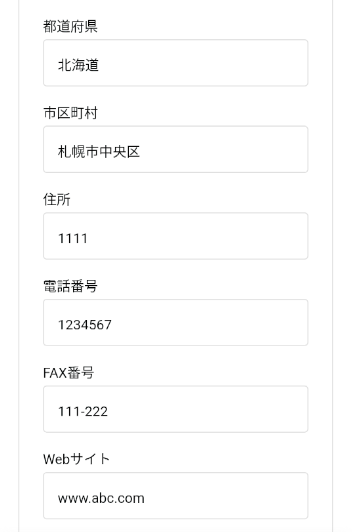 都道府県
北海道
市区町村
札幌市中央区
住所
1111
電話番号
1234567
FAX番号
111-222
Webサイト
www.abc.com